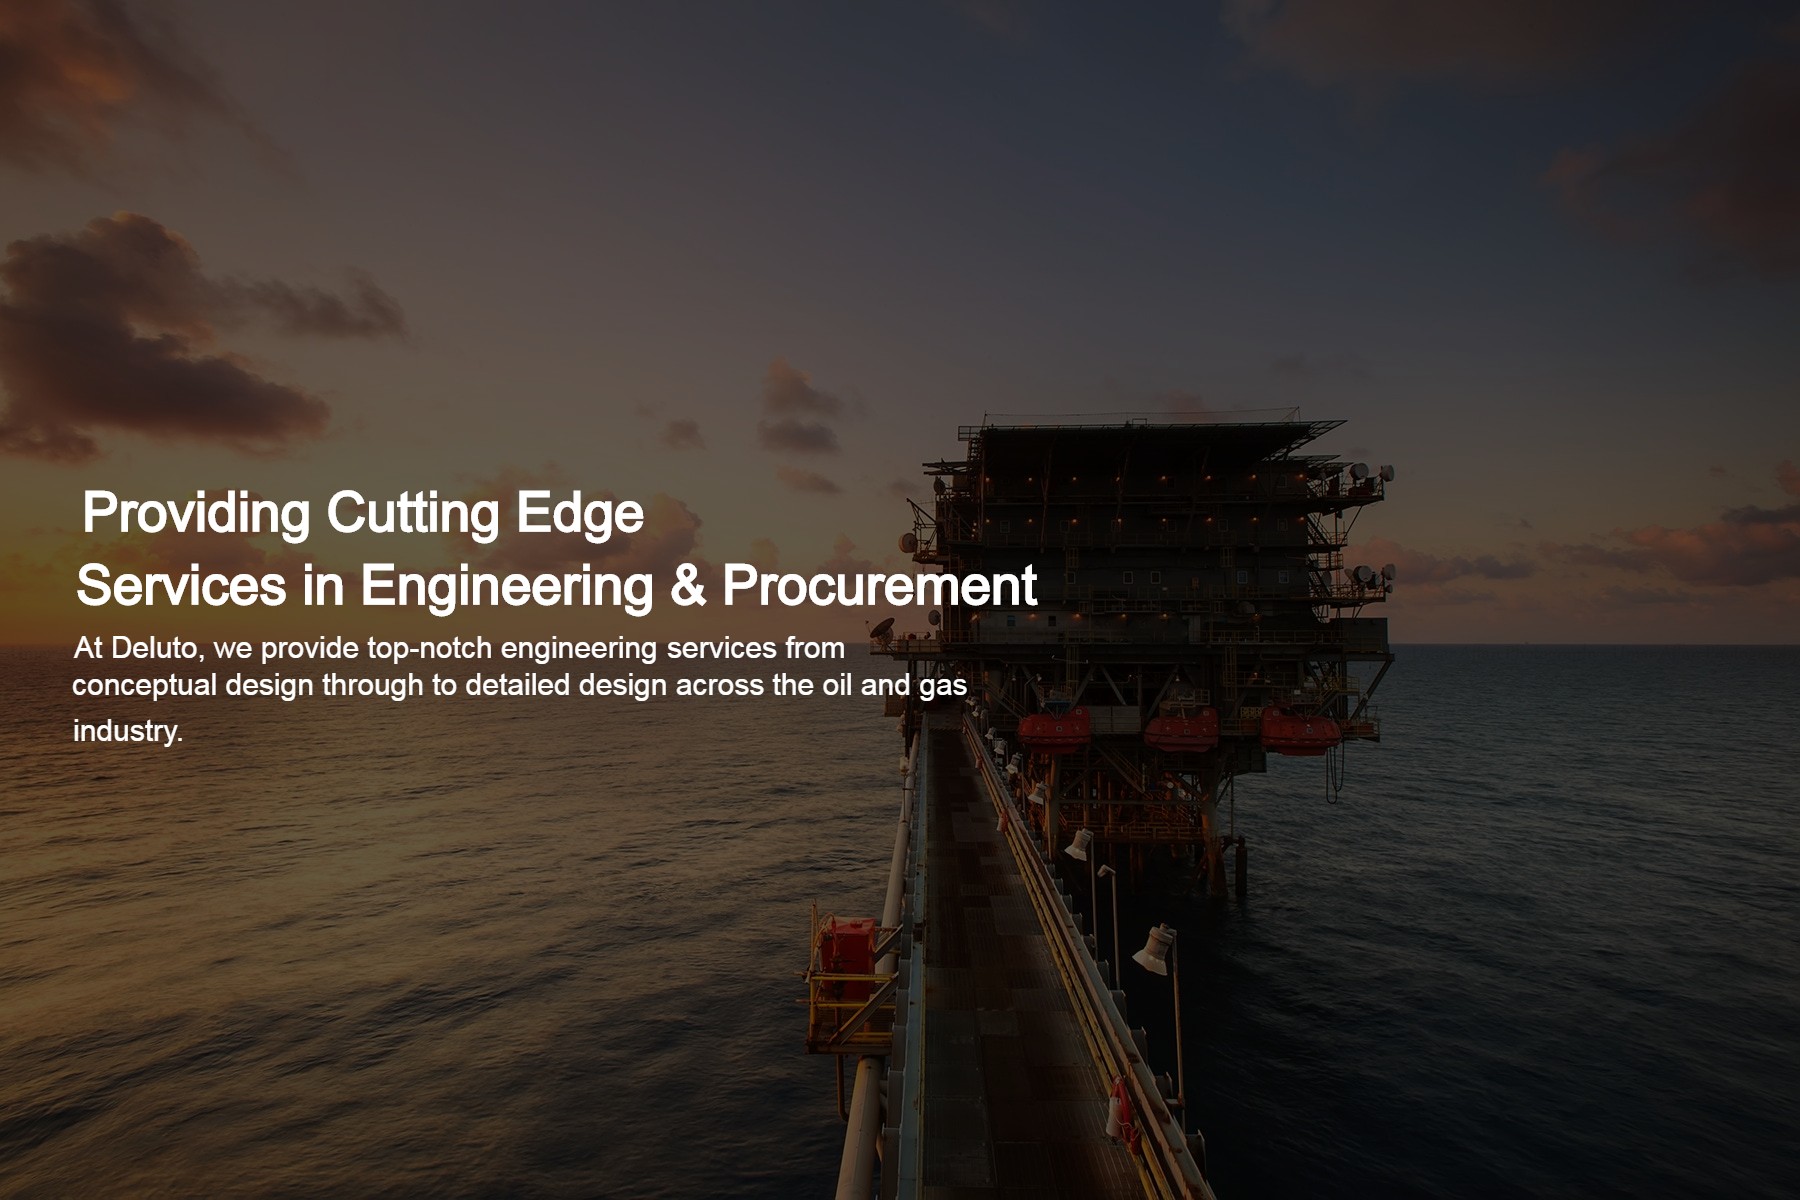 Providing Cutting Edge
Services in Engineering & Procurement
At Deluto, we provide top-notch engineering services from
conceptual design through to detailed design across the oil and gas
industry.